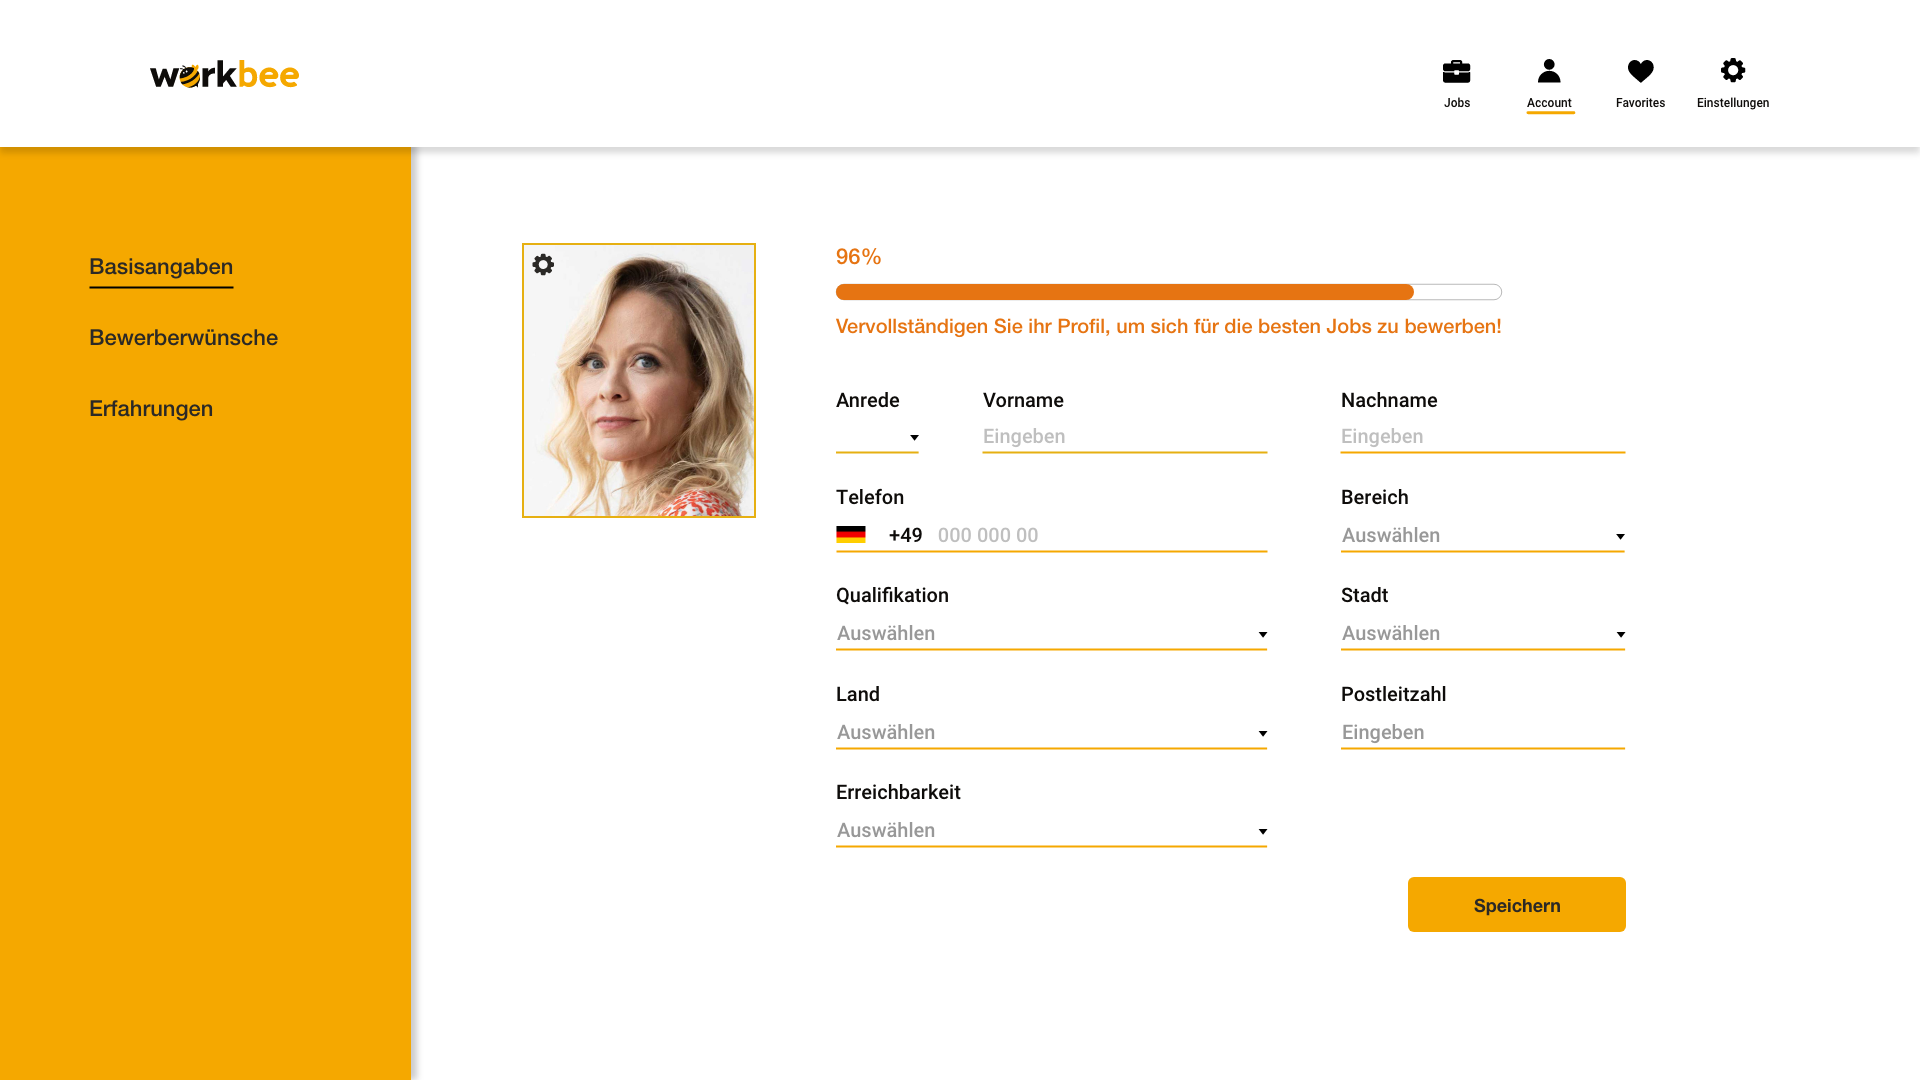 workbee
Jobs
Account
Favorites
Einstellungen
Basisangaben
Bewerberwünsche
Erfahrungen
96%
Vervollständigen Sie ihr Profil, um sich für die besten Jobs zu bewerben!
Anrede
Vorname
Nachname
Eingeben
Eingeben
Telefon
Bereich
+49 000 000 00
Auswählen
Qualifikation
Stadt
Auswählen
Auswählen
Land
Postleitzahl
Auswählen
Eingeben
Erreichbarkeit
Auswählen
Speichern